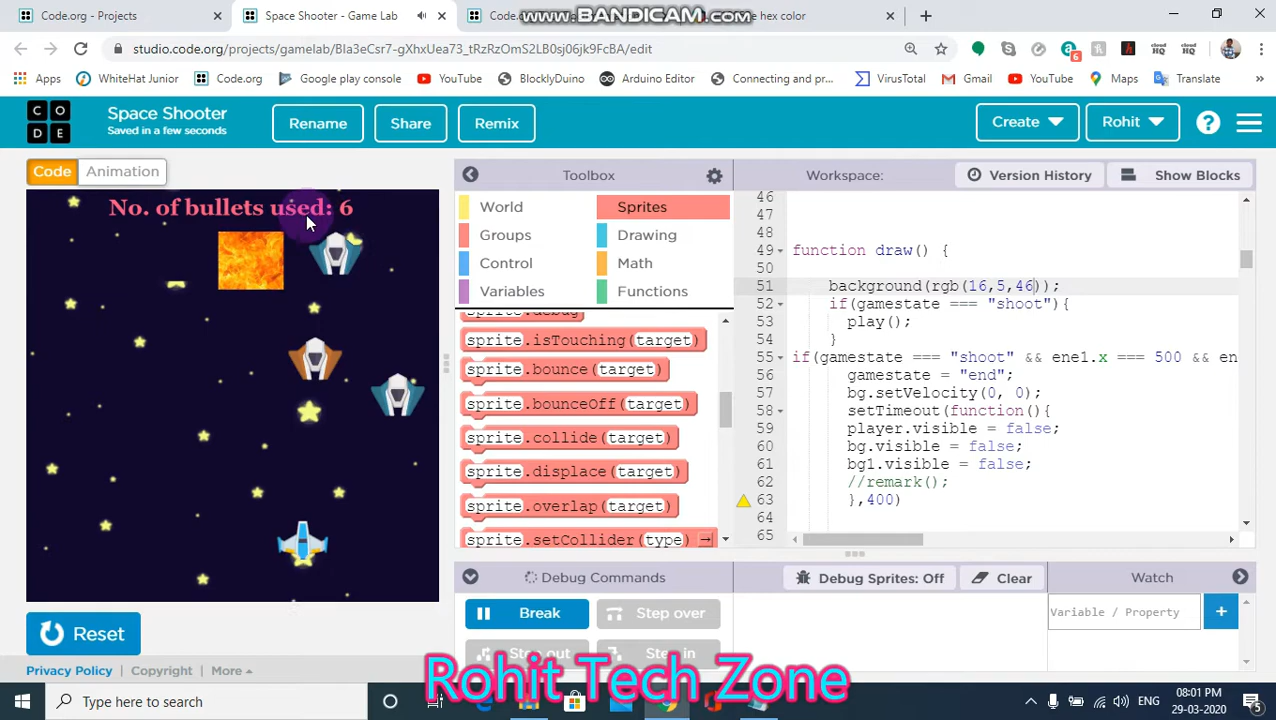 Code.org - Projects
Space Shooter - Game Lab
Code.
www.BANDICAM.com
e hex color
studio.code.org/projects/gamelab/Bla3eCsr7-gXhxUea73_tRzRzOmS2LB0sj06jk9FcBA/edit
Apps
WhiteHat Junior
Code.org
Google play console
YouTube
BlocklyDuino
Arduino Editor
Connecting and pr...
VirusTotal
Gmail
YouTube
Maps
Translate
CODE
Space Shooter
Saved in a few seconds
Rename
Share
Remix
Create
Rohit
Code
Animation
Toolbox
Workspace:
Version History
Show Blocks
No. of bullets used: 6
World
Sprites
Groups
Drawing
Control
Math
Variables
Functions
sprite.debug
sprite.isTouching(target)
sprite.bounce(target)
sprite.bounceOff(target)
sprite.collide(target)
sprite.displace(target)
sprite.overlap(target)
sprite.setCollider(type)
46
47
48
49 function draw() {
50
51 background(rgb(16,5,46));
52 if(gamestate === "shoot"){
53 play();
54 }
55 if(gamestate === "shoot" && ene1.x === 500 && en
56 gamestate = "end";
57 bg.setVelocity(0, 0);
58 setTimeout(function(){
59 player.visible = false;
60 bg.visible = false;
61 bg1.visible = false;
62 //remark();
63 },400)
64
65
Debug Commands
Debug Sprites: Off
Clear
Watch
Break
Step over
Step out
Step in
Variable / Property
Reset
Privacy Policy
Copyright
More
Rohit Tech Zone
Type here to search
ENG
08:01 PM
29-03-2020
5